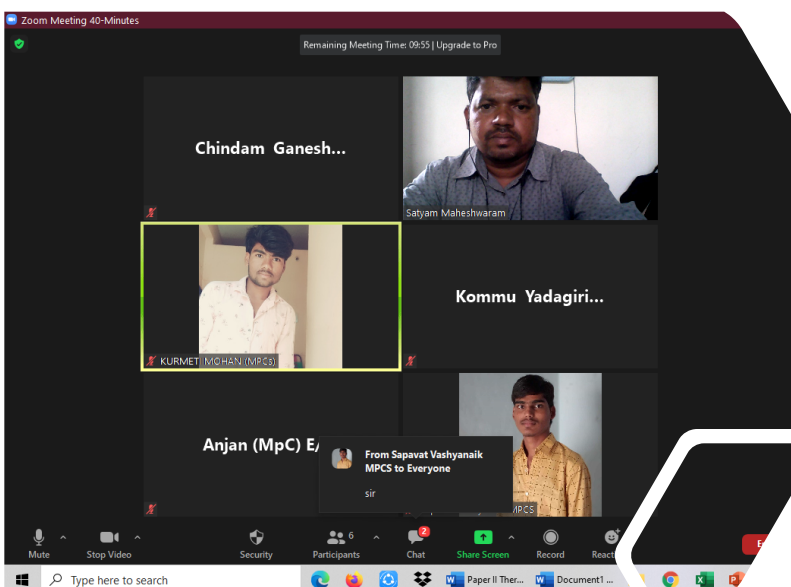 Zoom Meeting 40-Minutes
Remaining Meeting Time: 09:55 | Upgrade to Pro
Chindam Ganesh...
Satyam Maheshwaram
KURMETI MOHAN (MPCs)
Kommu Yadagiri...
Anjan (MpC) E/
From Sapavat Vashyanaik
MPCS to Everyone
sir
MPCS
6
2
Mute
Stop Video
Security
Participants
Chat
Share Screen
Record
Type here to search
Paper II Ther...
Document1 ...